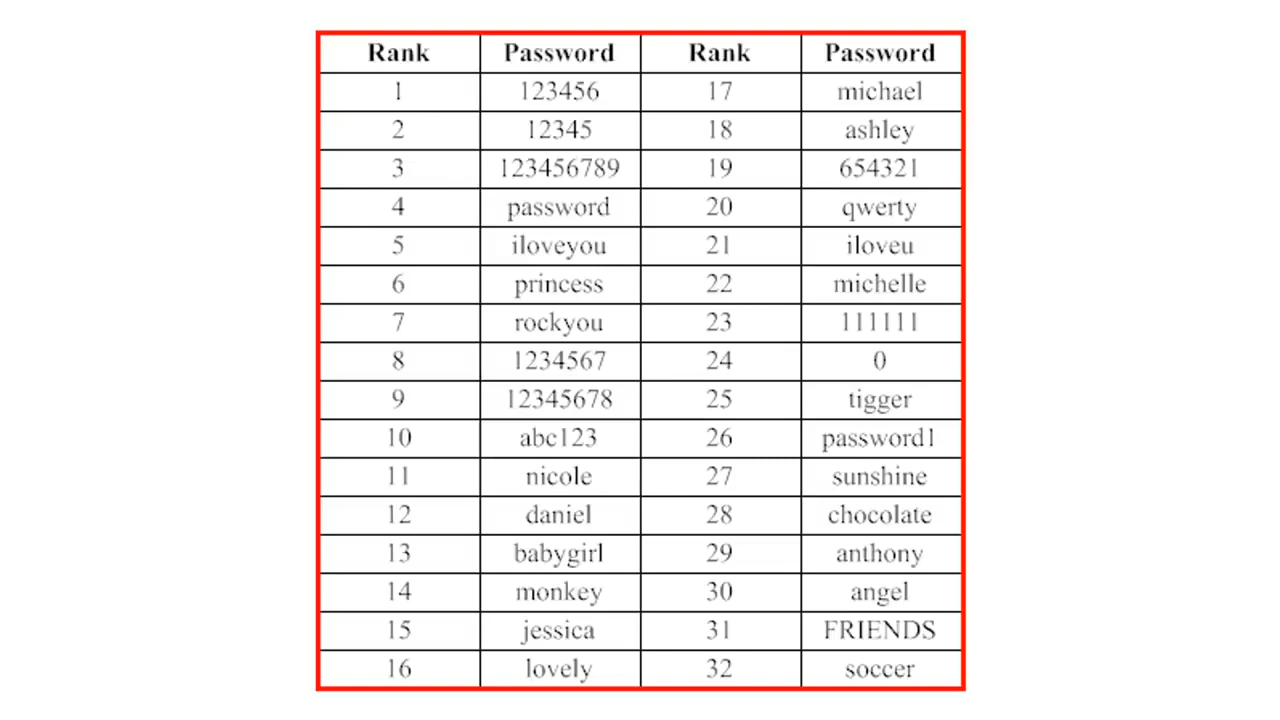 Rank Password Rank Password
1 123456 17 michael
2 12345 18 ashley
3 123456789 19 654321
4 password 20 qwerty
5 iloveyou 21 iloveu
6 princess 22 michelle
7 rockyou 23 111111
8 1234567 24 0
9 12345678 25 tigger
10 abc123 26 password1
11 nicole 27 sunshine
12 daniel 28 chocolate
13 babygirl 29 anthony
14 monkey 30 angel
15 jessica 31 FRIENDS
16 lovely 32 soccer